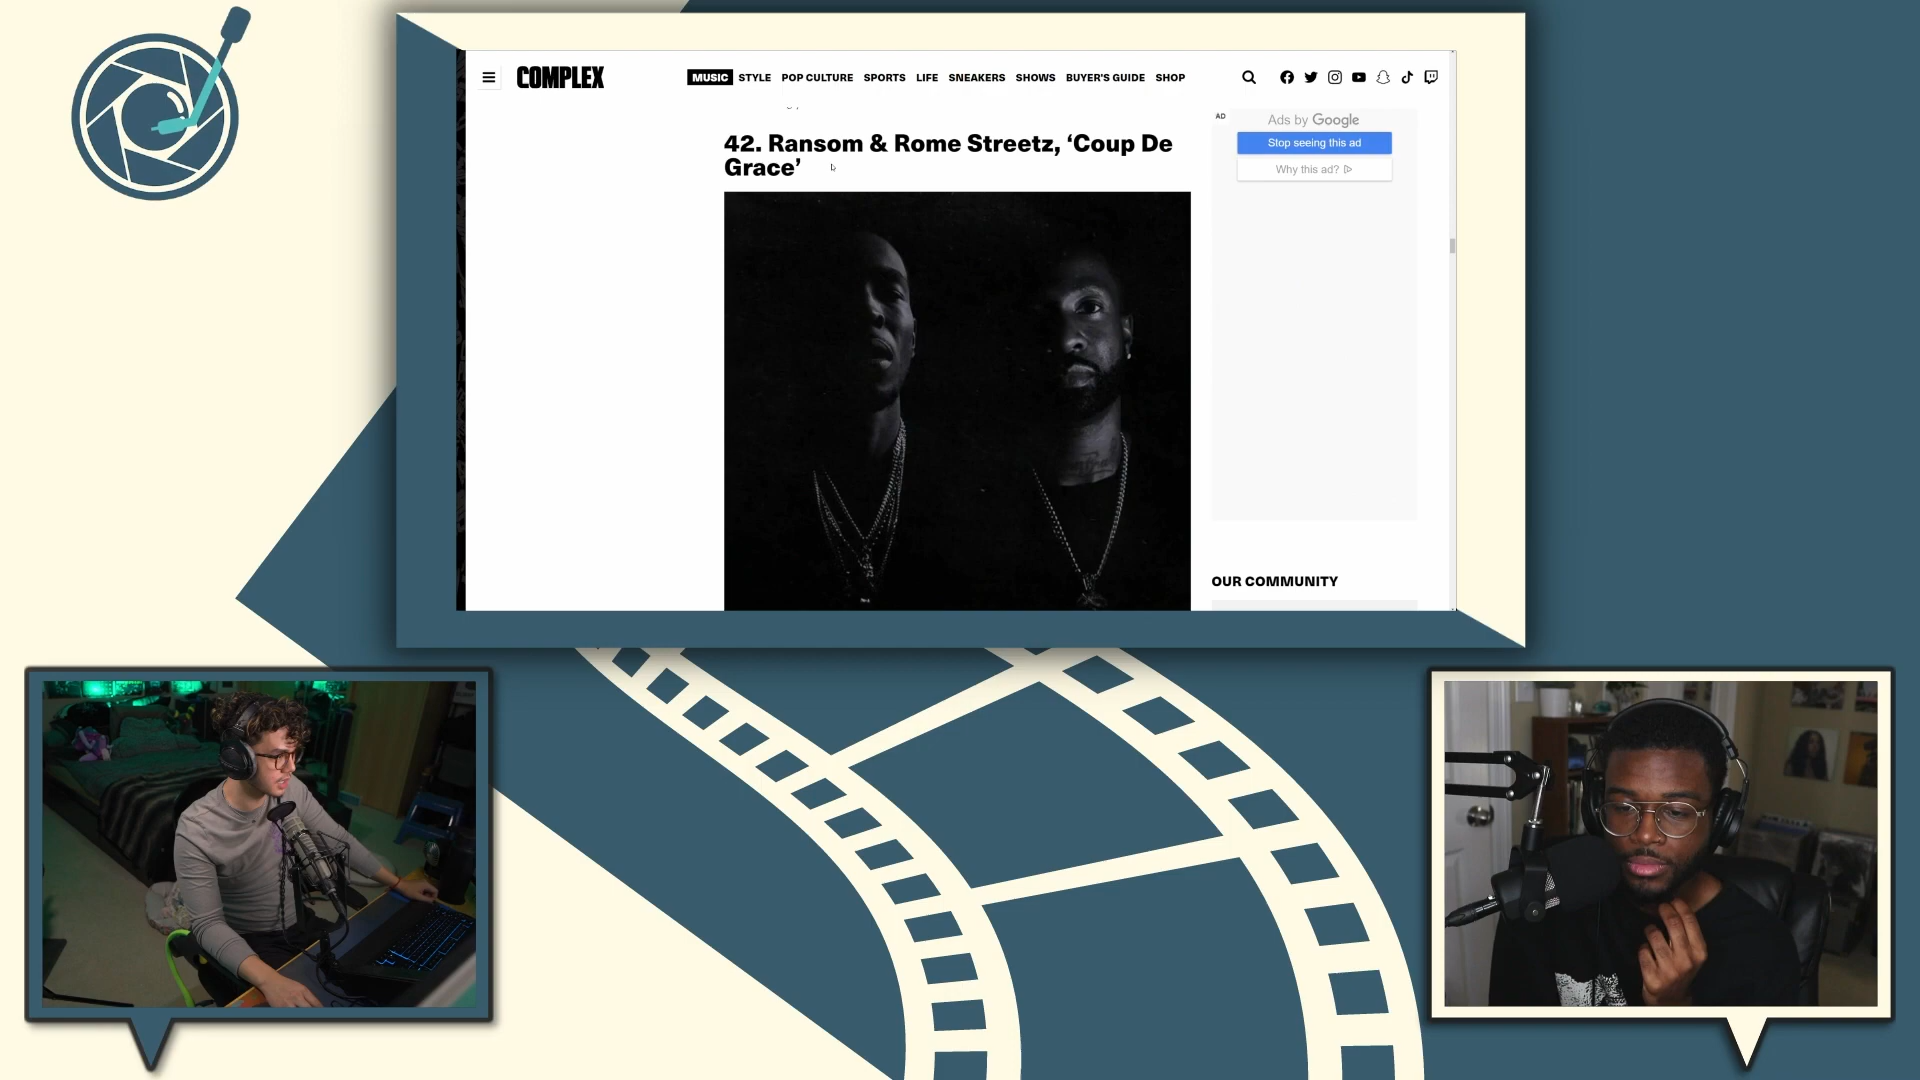 COMPLEX
MUSIC STYLE POP CULTURE SPORTS LIFE SNEAKERS SHOWS BUYER'S GUIDE SHOP
42. Ransom & Rome Streetz, ‘Coup De
Grace’
AD
Ads by Google
Stop seeing this ad
Why this ad?
OUR COMMUNITY